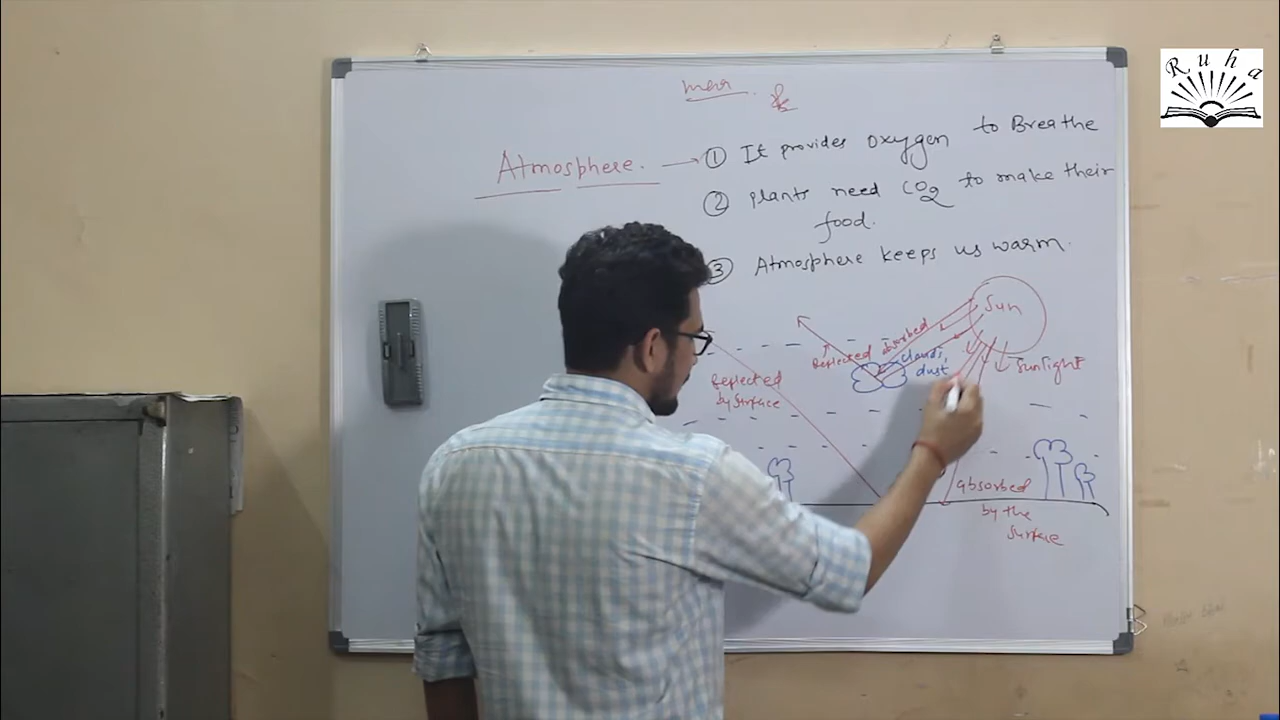 Ruha
Atmosphere. → ① It provides oxygen to Breathe
② Plants need CO2 to make their
food.
③ Atmosphere keeps us warm.
Sun
absorbed
Reflected
clouds,
dust
Sunlight
Reflected
by Surface
absorbed
by the
Surface